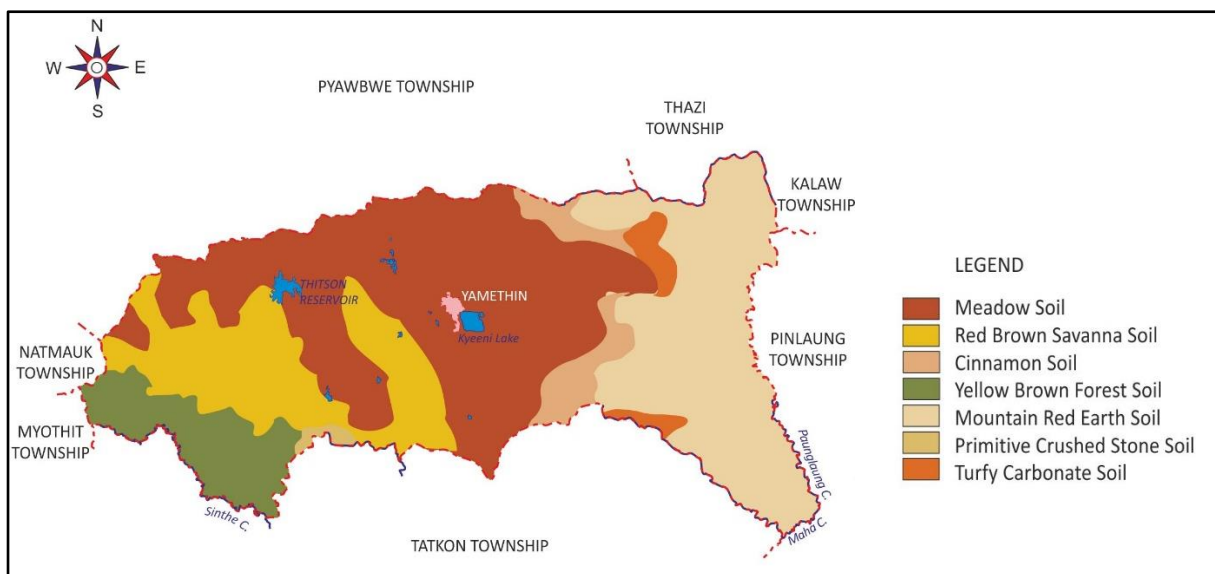 N
W E
S
PYAWBWE TOWNSHIP
THAZI
TOWNSHIP
KALAW
TOWNSHIP
THITSON
RESERVOIR
YAMETHIN
Kyeeni Lake
NATMAUK
TOWNSHIP
MYOTHIT
TOWNSHIP
PINLAUNG
TOWNSHIP
Paunglaung C.
Maha C.
Sinthe C.
TATKON TOWNSHIP
LEGEND
Meadow Soil
Red Brown Savanna Soil
Cinnamon Soil
Yellow Brown Forest Soil
Mountain Red Earth Soil
Primitive Crushed Stone Soil
Turfy Carbonate Soil